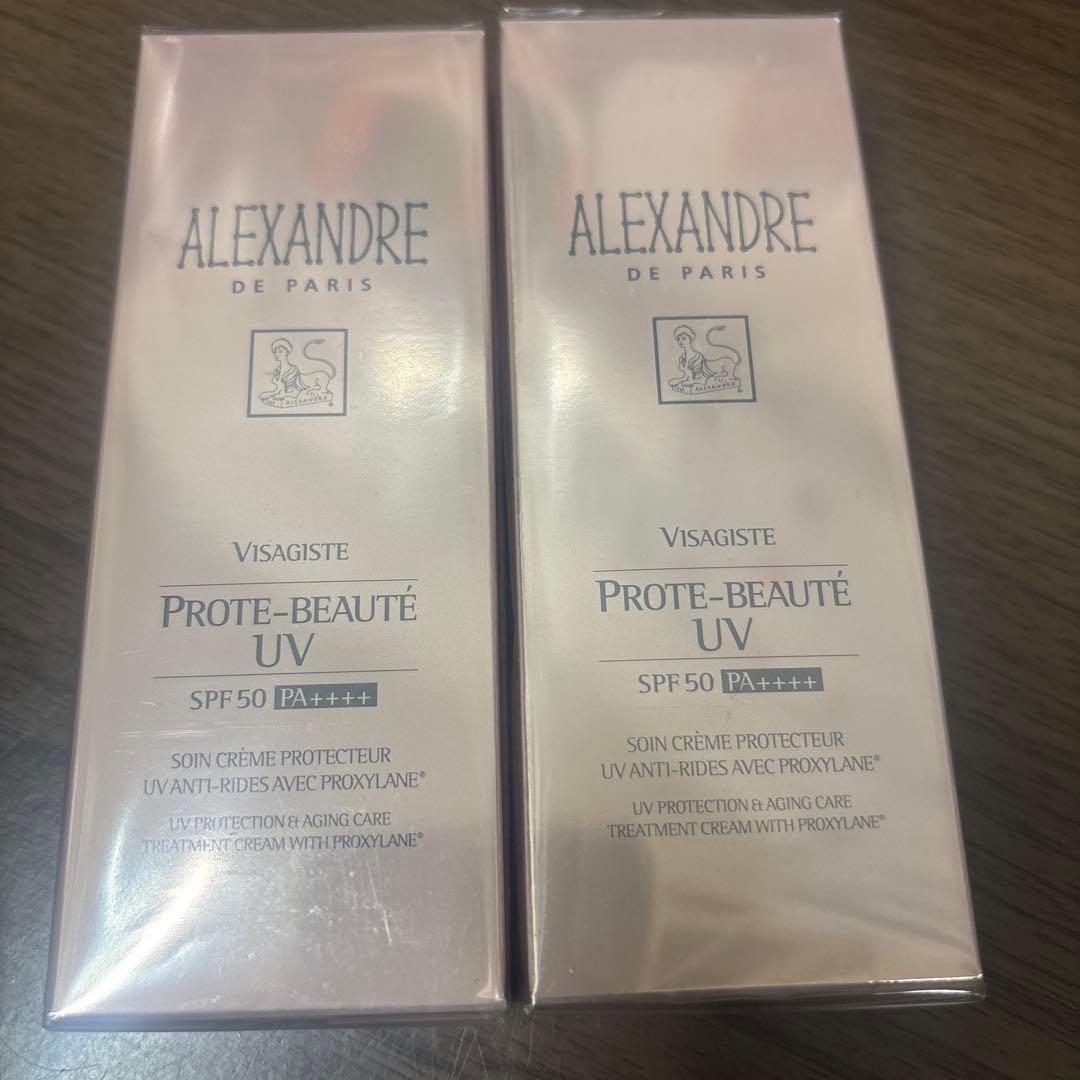 ALEXANDRE
DE PARIS
ALEXANDRE
VISAGISTE
PROTE-BEAUTÉ
UV
SPF 50 PA++++
SOIN CRÈME PROTECTEUR
UV ANTI-RIDES AVEC PROXYLANE®
UV PROTECTION & AGING CARE
TREATMENT CREAM WITH PROXYLANE®
ALEXANDRE
DE PARIS
ALEXANDRE
VISAGISTE
PROTE-BEAUTÉ
UV
SPF 50 PA++++
SOIN CRÈME PROTECTEUR
UV ANTI-RIDES AVEC PROXYLANE®
UV PROTECTION & AGING CARE
TREATMENT CREAM WITH PROXYLANE®